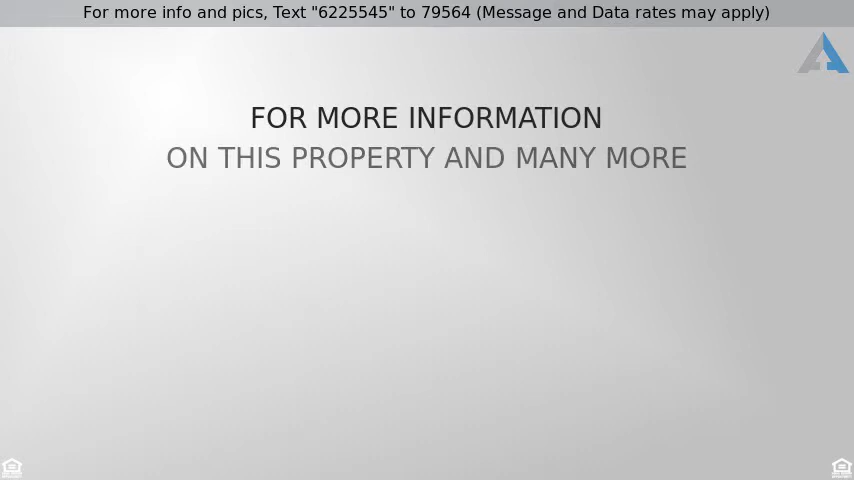 For more info and pics, Text "6225545" to 79564 (Message and Data rates may apply)
FOR MORE INFORMATION
ON THIS PROPERTY AND MANY MORE